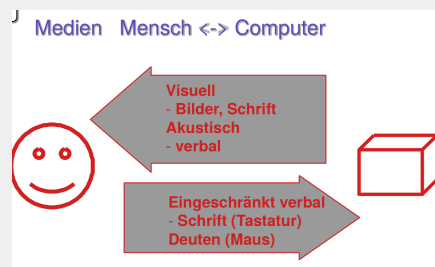 Medien Mensch <-> Computer
Visuell
- Bilder, Schrift
Akustisch
- verbal
Eingeschränkt verbal
- Schrift (Tastatur)
Deuten (Maus)